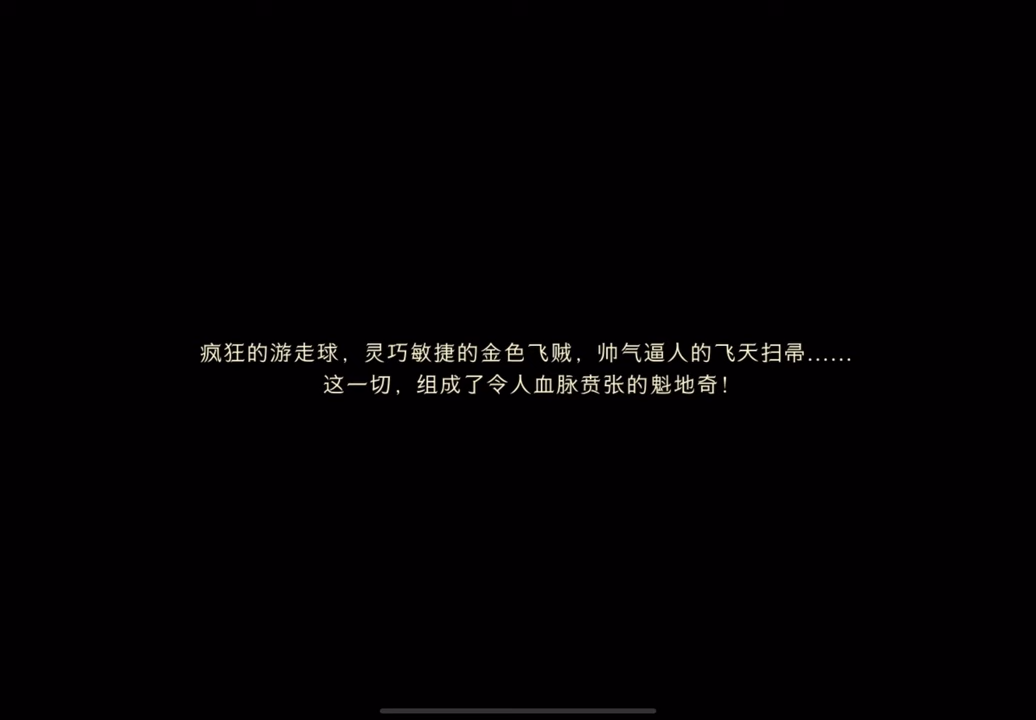 疯狂的游走球，灵巧敏捷的金色飞贼，帅气逼人的飞天扫帚……
这一切，组成了令人血脉贲张的魁地奇！